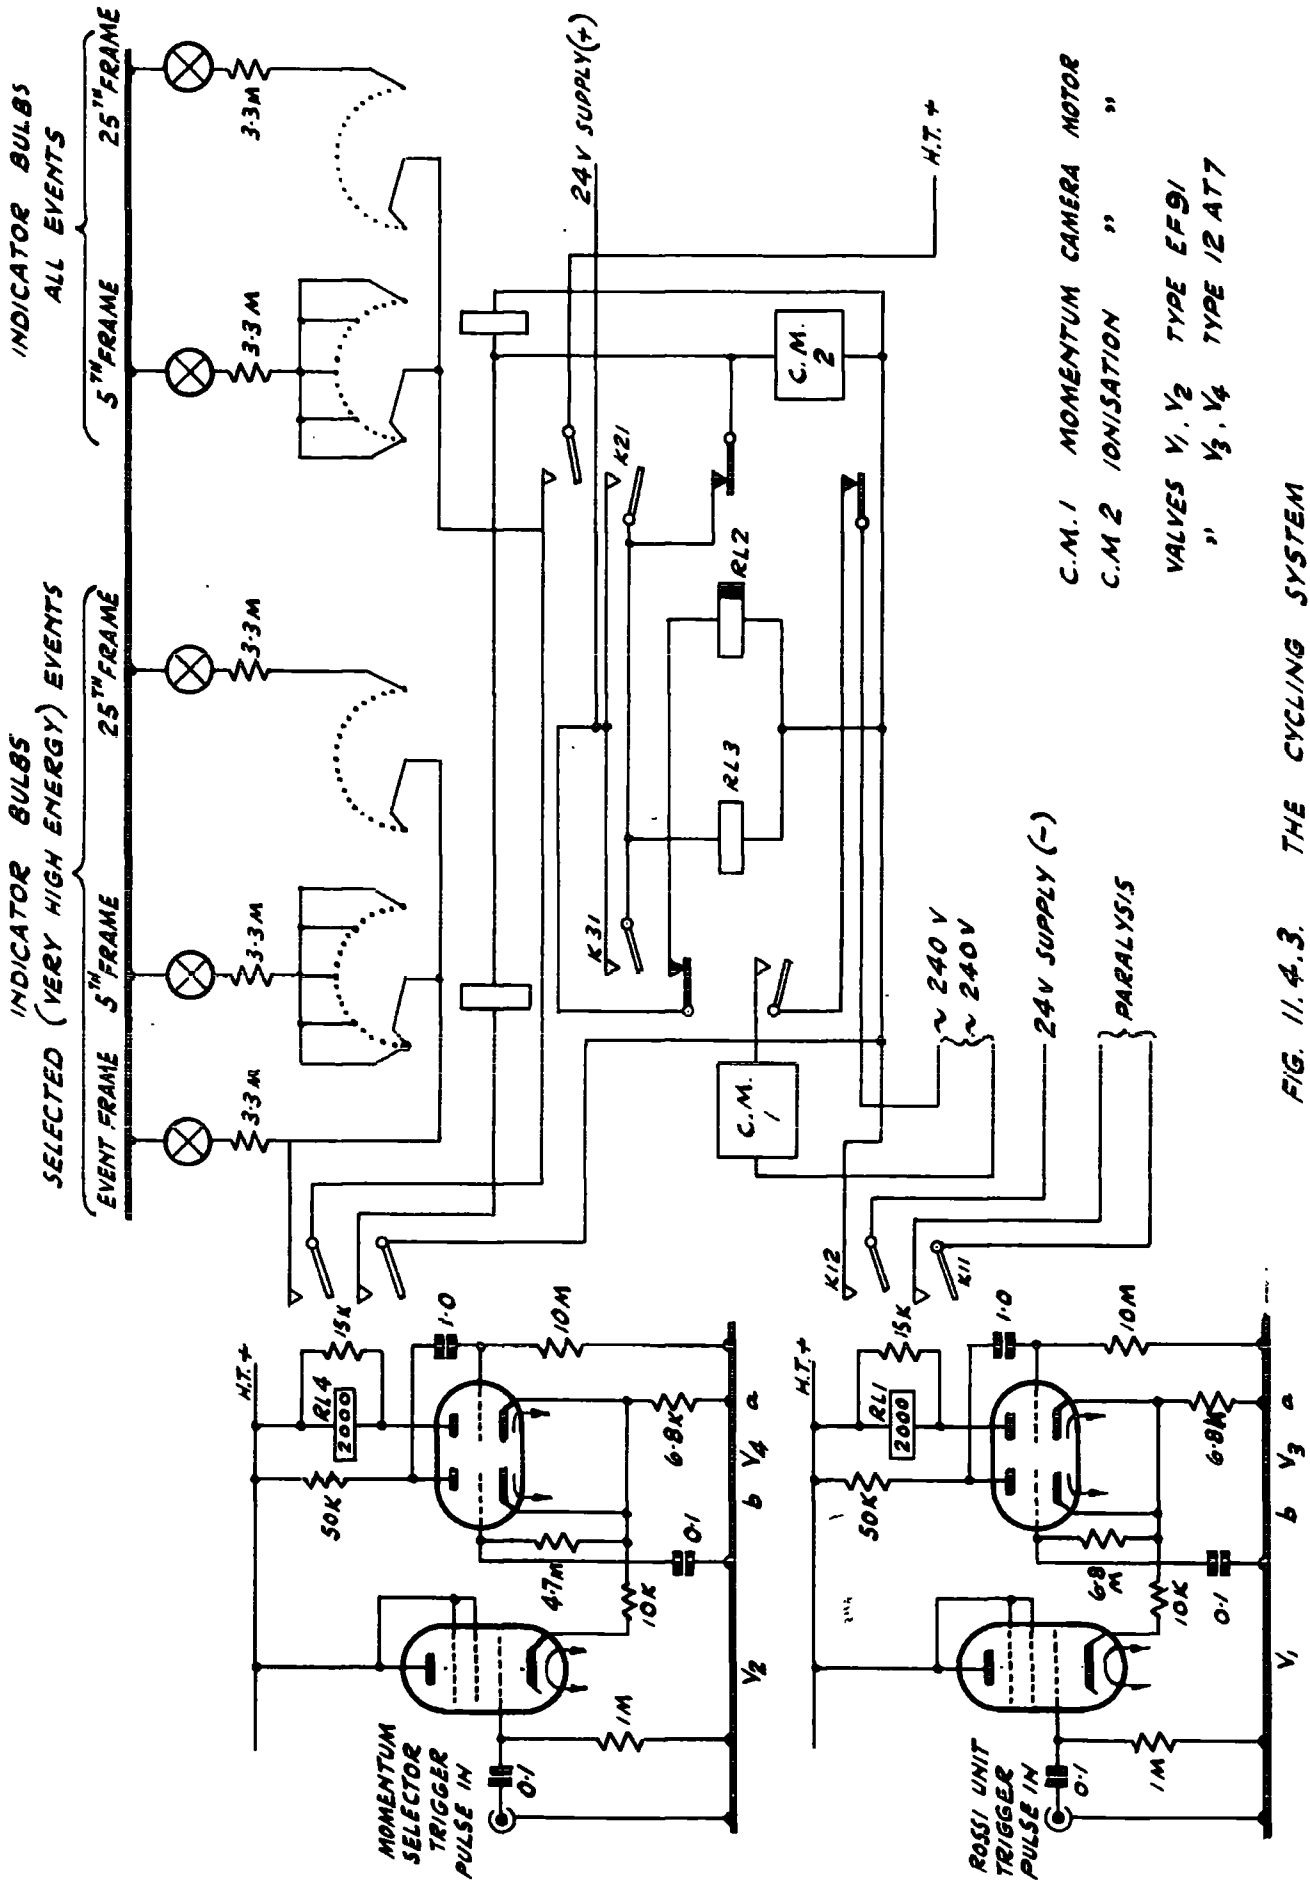 INDICATOR BULBS
SELECTED (VERY HIGH ENERGY) EVENTS
EVENT FRAME
5TH FRAME
25TH FRAME
INDICATOR BULBS
ALL EVENTS
5TH FRAME
25TH FRAME
3·3M
3·3M
3·3M
3·3M
3·3M
MOMENTUM
SELECTOR
TRIGGER
PULSE IN
0·1
1M
H.T. +
50K
RL4
2000
15K
1·0
10M
4·7M
10K
0·1
6·8K
V2
b
V4
a
ROSSI UNIT
TRIGGER
PULSE IN
0·1
1M
H.T. +
50K
RL1
2000
15K
1·0
10M
6·8
M
10K
0·1
6·8K
V1
b
V3
a
K12
K11
K31
K21
RL3
RL2
C.M.
1
C.M.
2
24V SUPPLY(+)
H.T. +
~ 240V
~ 240V
24V SUPPLY (-)
PARALYSIS
C.M.1 MOMENTUM CAMERA MOTOR
C.M 2 IONISATION " "
VALVES V1, V2 TYPE EF91
" V3, V4 TYPE 12AT7
FIG. 11.4.3. THE CYCLING SYSTEM